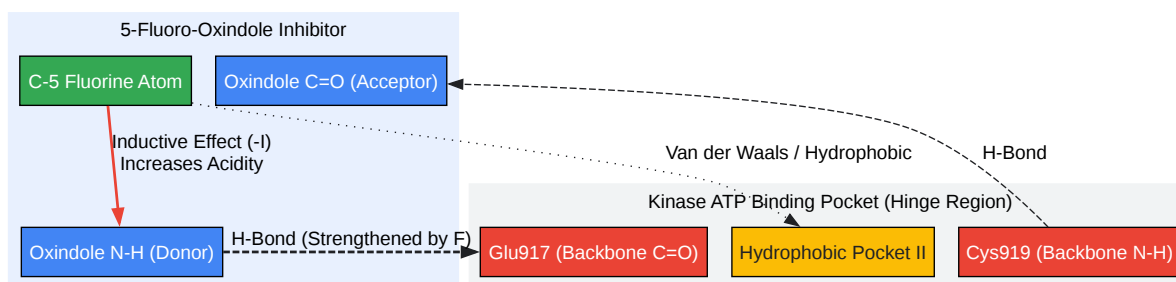 5-Fluoro-Oxindole Inhibitor
C-5 Fluorine Atom
Oxindole C=O (Acceptor)
Inductive Effect (-I)
Increases Acidity
Van der Waals / Hydrophobic
H-Bond
Kinase ATP Binding Pocket (Hinge Region)
Oxindole N-H (Donor)
H-Bond (Strengthened by F)
Glu917 (Backbone C=O)
Hydrophobic Pocket II
Cys919 (Backbone N-H)